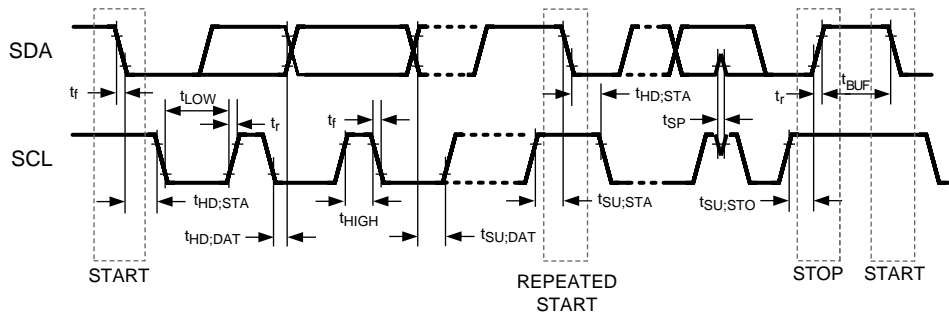 SDA
t_f
t_LOW
t_r
t_f
t_HD;STA
t_SP
t_r
t_BUF
SCL
t_HD;STA
t_HD;DAT
t_HIGH
t_SU;DAT
t_SU;STA
t_SU;STO
START
REPEATED
START
STOP
START